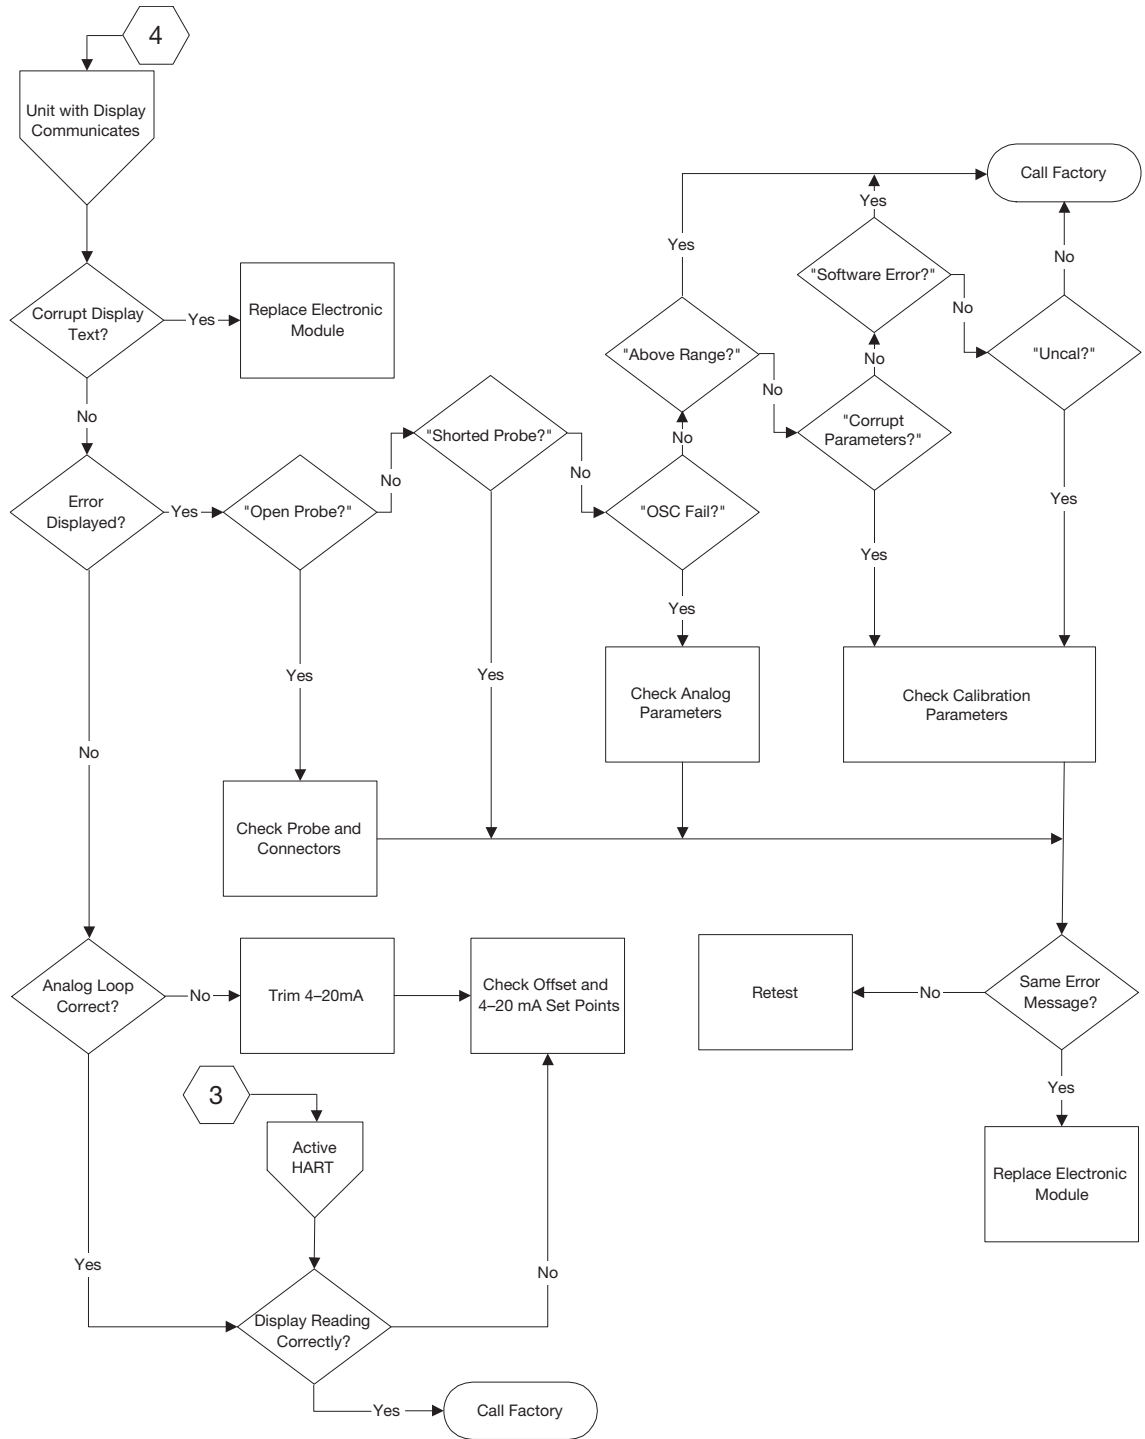 4
Unit with Display
Communicates
Call Factory
Yes
Yes
"Software Error?"
No
No
Corrupt Display
Text?
Yes
Replace Electronic
Module
"Above Range?"
"Uncal?"
No
No
No
"Shorted Probe?"
"Corrupt
Parameters?"
No
No
No
Error
Displayed?
Yes
"Open Probe?"
"OSC Fail?"
Yes
Yes
Yes
Yes
Yes
Check Analog
Parameters
Check Calibration
Parameters
No
Check Probe and
Connectors
Analog Loop
Correct?
No
Trim 4–20mA
Check Offset and
4–20 mA Set Points
Retest
No
Same Error
Message?
3
Yes
Active
HART
Replace Electronic
Module
Yes
No
Display Reading
Correctly?
Yes
Call Factory